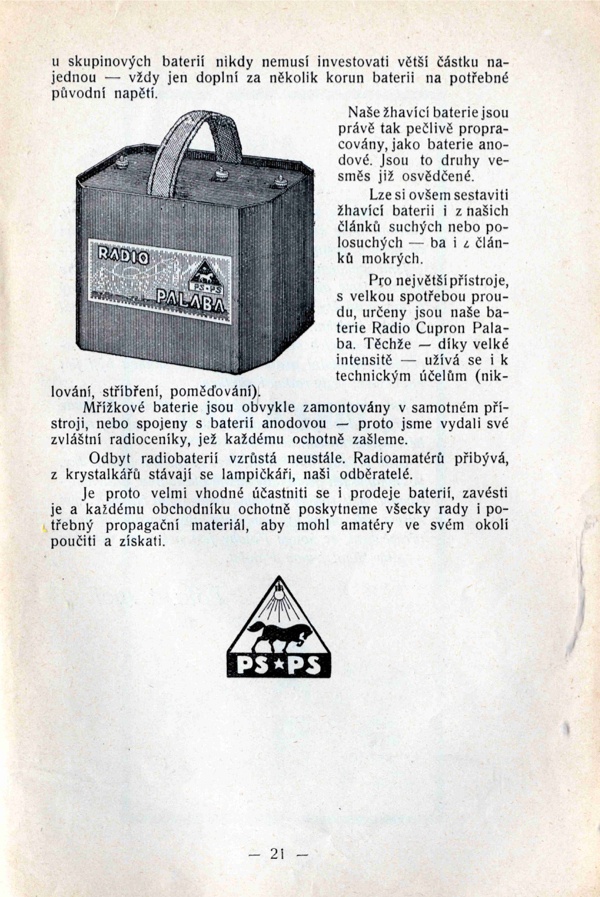 u skupinových baterií nikdy nemusí investovati větší částku na-
jednou — vždy jen doplní za několik korun baterii na potřebné
původní napětí.
Naše žhavící baterie jsou
právě tak pečlivě propra-
covány, jako baterie ano-
dové. Jsou to druhy ve-
směs již osvědčené.
Lze si ovšem sestaviti
žhavící baterii i z našich
článků suchých nebo po-
losuchých — ba i z člán-
ků mokrých.
Pro největší přístroje,
s velkou spotřebou prou-
du, určeny jsou naše ba-
terie Radio Cupron Pala-
ba. Těchže — díky velké
intensitě — užívá se i k
technickým účelům (nik-
lování, stříbření, poměďování).
RADIO
PS★PS
PALABA
Mřížkové baterie jsou obvykle zamontovány v samotném pří-
stroji, nebo spojeny s baterií anodovou — proto jsme vydali své
zvláštní radioceníky, jež každému ochotně zašleme.
Odbyt radiobaterií vzrůstá neustále. Radioamatérů přibývá,
z krystalkářů stávají se lampičkáři, naši odběratelé.
Je proto velmi vhodné účastniti se i prodeje baterií, zavésti
je a každému obchodníku ochotně poskytneme všecky rady i po-
třebný propagační materiál, aby mohl amatéry ve svém okolí
poučiti a získati.
PS★PS
— 21 —